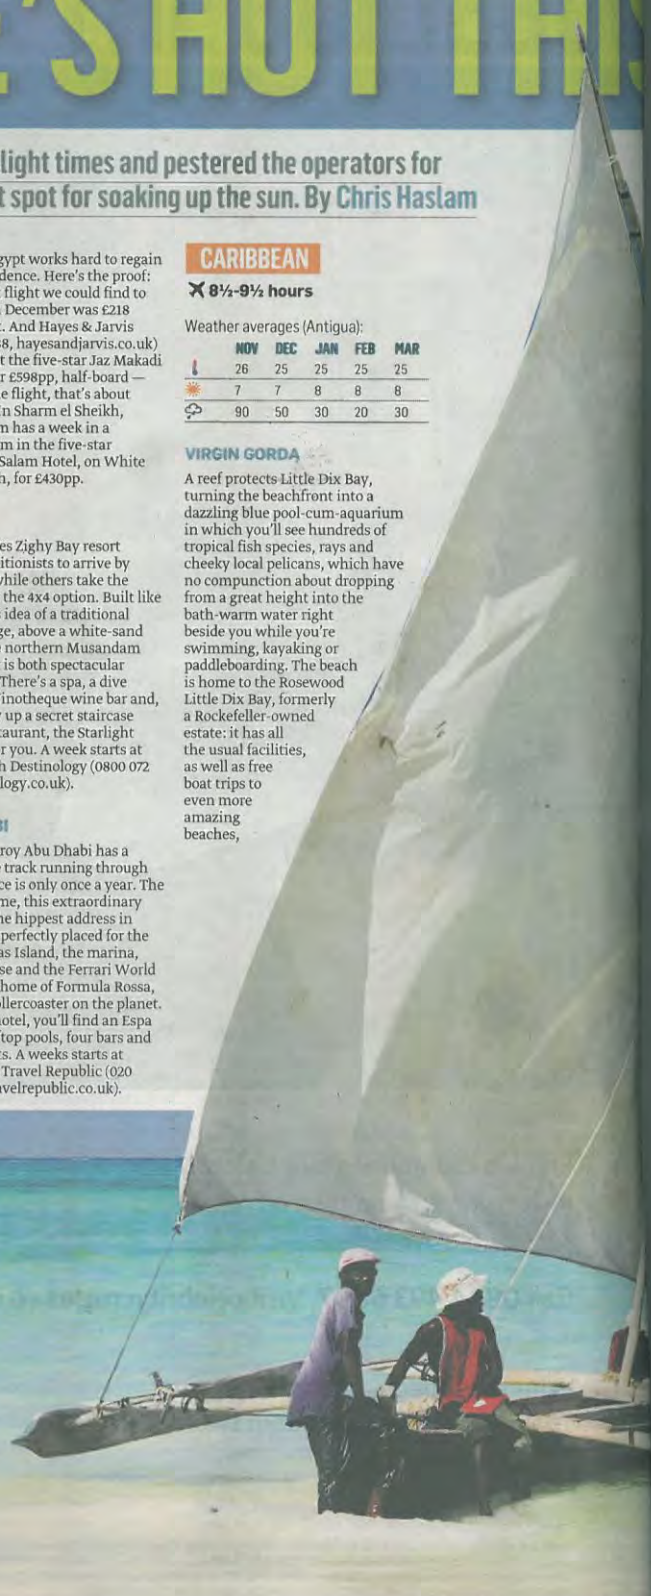 E'S HOT THIS
light times and pestered the operators for
t spot for soaking up the sun. By Chris Haslam
gypt works hard to regain
dence. Here's the proof:
flight we could find to
December was £218
. And Hayes & Jarvis
8, hayesandjarvis.co.uk)
t the five-star Jaz Makadi
r £598pp, half-board —
e flight, that's about
n Sharm el Sheikh,
n has a week in a
m in the five-star
Salam Hotel, on White
h, for £430pp.
es Zighy Bay resort
itionists to arrive by
while others take the
the 4x4 option. Built like
idea of a traditional
ge, above a white-sand
northern Musandam
is both spectacular
There's a spa, a dive
inotheque wine bar and,
up a secret staircase
taurant, the Starlight
r you. A week starts at
h Destinology (0800 072
logy.co.uk).
BI
roy Abu Dhabi has a
track running through
ce is only once a year. The
me, this extraordinary
he hippest address in
perfectly placed for the
as Island, the marina,
se and the Ferrari World
home of Formula Rossa,
ollercoaster on the planet.
otel, you'll find an Espa
top pools, four bars and
s. A weeks starts at
Travel Republic (020
avelrepublic.co.uk).
CARIBBEAN
8½-9½ hours
Weather averages (Antigua):
NOV DEC JAN FEB MAR
26 25 25 25 25
7 7 8 8 8
90 50 30 20 30
VIRGIN GORDA
A reef protects Little Dix Bay,
turning the beachfront into a
dazzling blue pool-cum-aquarium
in which you'll see hundreds of
tropical fish species, rays and
cheeky local pelicans, which have
no compunction about dropping
from a great height into the
bath-warm water right
beside you while you're
swimming, kayaking or
paddleboarding. The beach
is home to the Rosewood
Little Dix Bay, formerly
a Rockefeller-owned
estate: it has all
the usual facilities,
as well as free
boat trips to
even more
amazing
beaches,